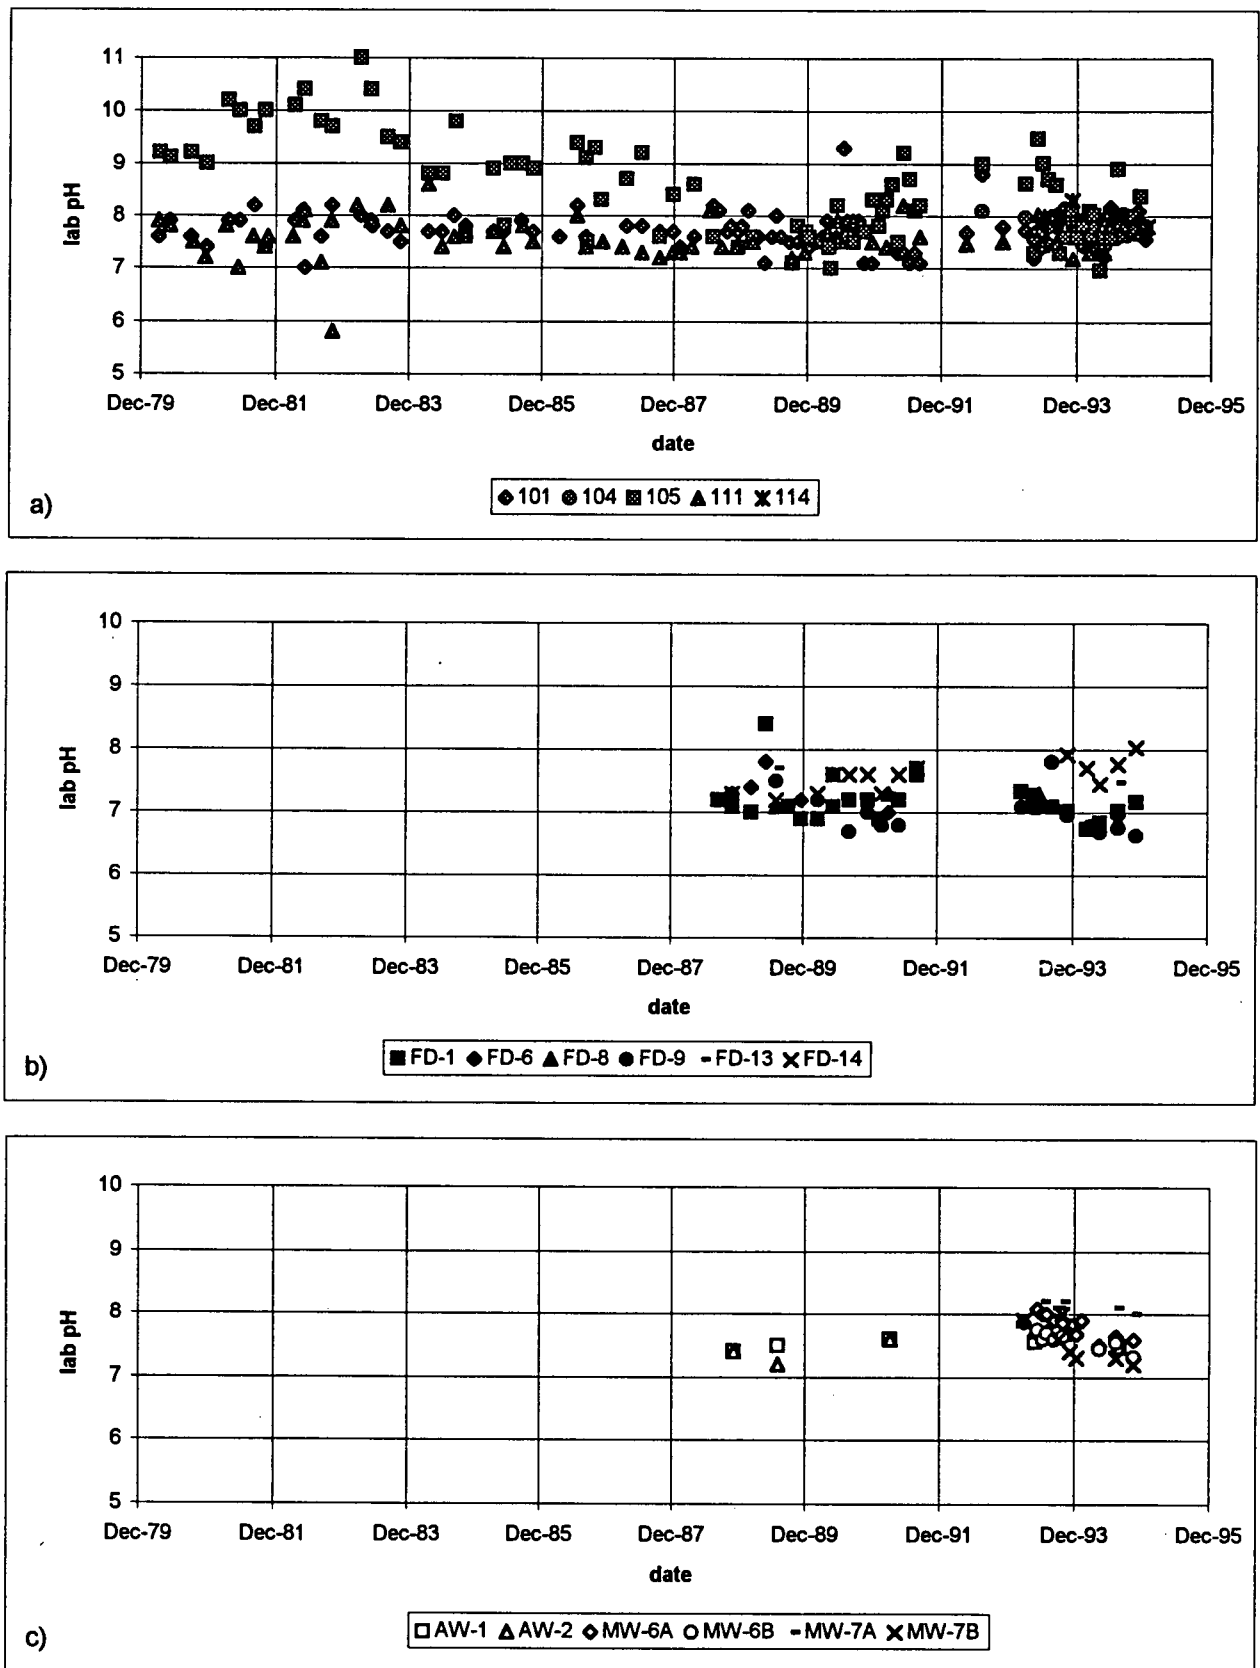 11
10
9
8
7
6
5
lab pH
Dec-79 Dec-81 Dec-83 Dec-85 Dec-87 Dec-89 Dec-91 Dec-93 Dec-95
date
101 104 105 111 114
a)
10
9
8
7
6
5
lab pH
Dec-79 Dec-81 Dec-83 Dec-85 Dec-87 Dec-89 Dec-91 Dec-93 Dec-95
date
FD-1 FD-6 FD-8 FD-9 FD-13 FD-14
b)
10
9
8
7
6
5
lab pH
Dec-79 Dec-81 Dec-83 Dec-85 Dec-87 Dec-89 Dec-91 Dec-93 Dec-95
date
AW-1 AW-2 MW-6A MW-6B MW-7A MW-7B
c)